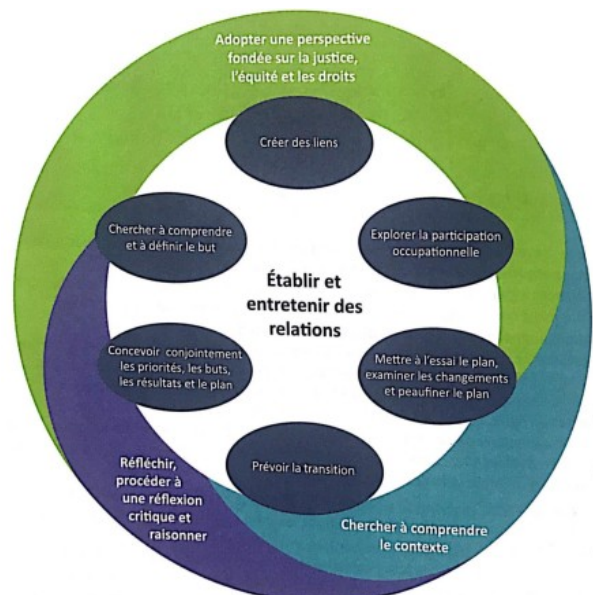 Adopter une perspective
fondée sur la justice,
l'équité et les droits
Créer des liens
Chercher à comprendre
et à définir le but
Explorer la participation
occupationnelle
Établir et
entretenir des
relations
Concevoir conjointement
les priorités, les buts,
les résultats et le plan
Mettre à l'essai le plan,
examiner les changements
et peaufiner le plan
Prévoir la transition
Réfléchir,
procéder à
une réflexion
critique et
raisonner
Chercher à comprendre
le contexte